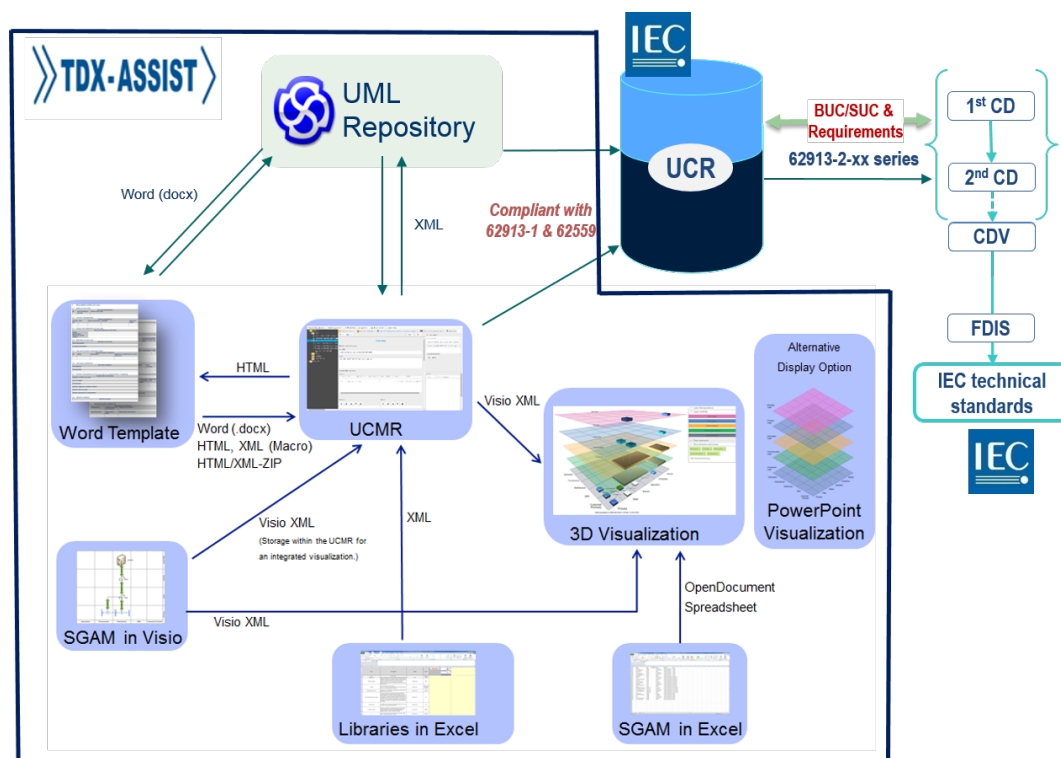 TDX-ASSIST
UML
Repository
IEC
UCR
BUC/SUC &
Requirements
62913-2-xx series
1st CD
2nd CD
CDV
FDIS
IEC technical
standards
IEC
Word (docx)
XML
Compliant with
62913-1 & 62559
Word Template
HTML
Word (.docx)
HTML, XML (Macro)
HTML/XML-ZIP
UCMR
Visio XML
3D Visualization
Alternative
Display Option
PowerPoint
Visualization
Visio XML
(Storage within the UCMR for
an integrated visualization.)
XML
SGAM in Visio
Visio XML
OpenDocument
Spreadsheet
Libraries in Excel
SGAM in Excel